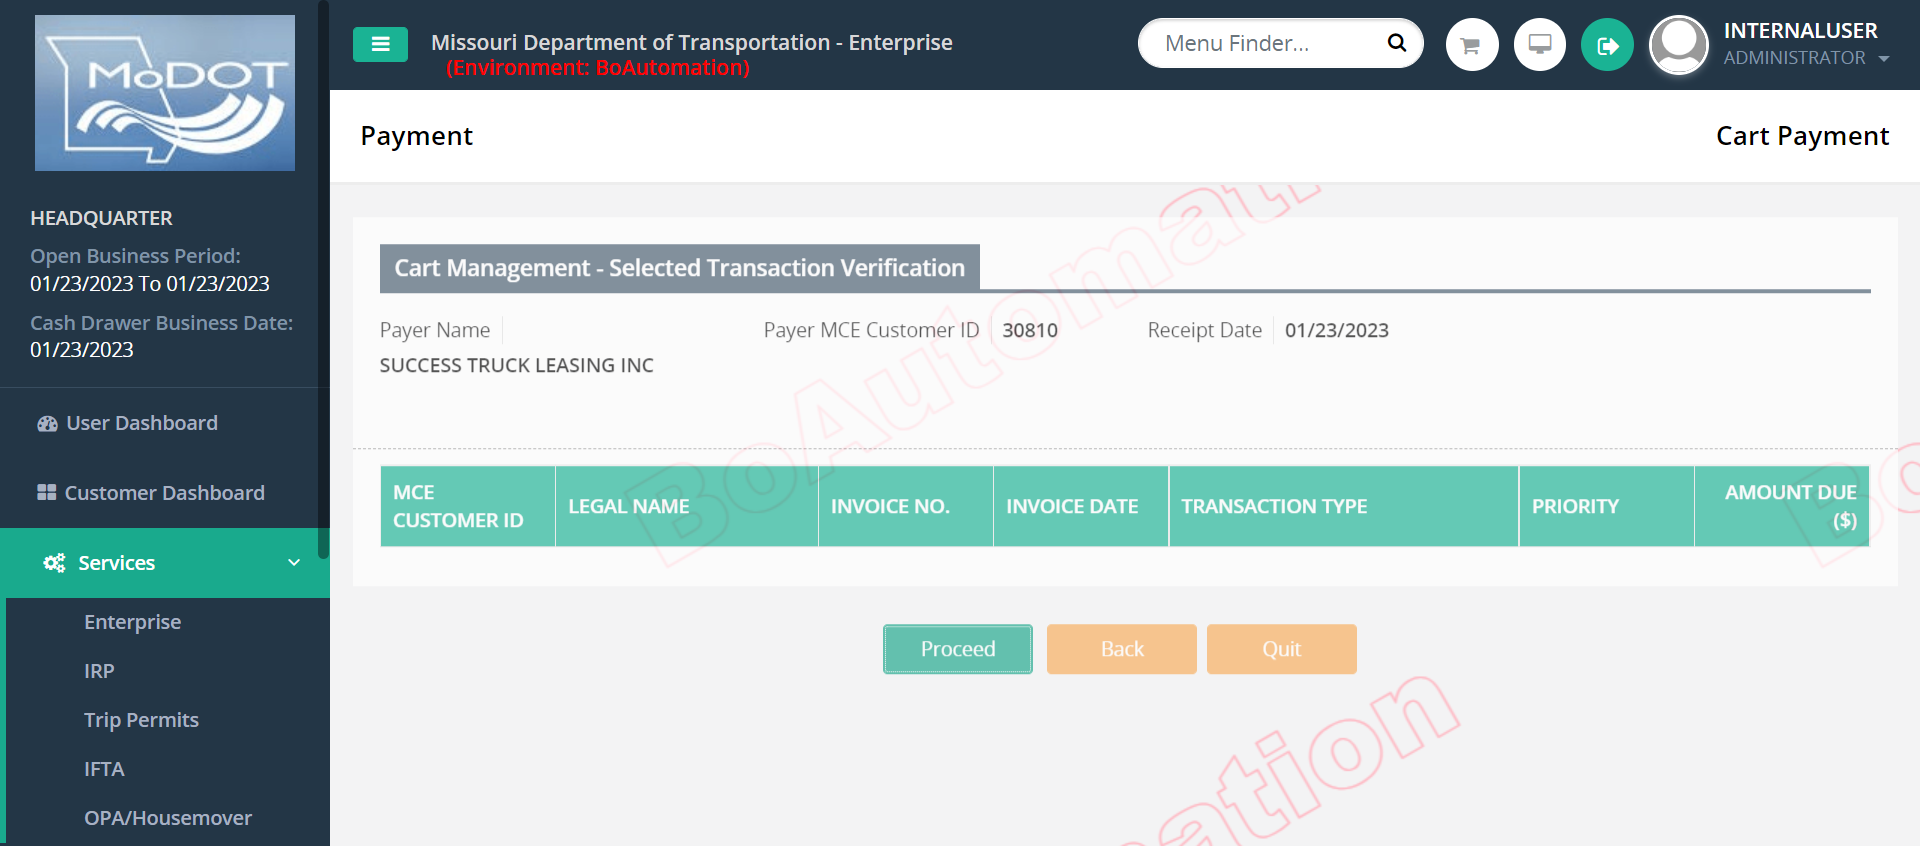 MoDOT
Missouri Department of Transportation - Enterprise
(Environment: BoAutomation)
Menu Finder...
INTERNALUSER
ADMINISTRATOR
HEADQUARTER
Open Business Period:
01/23/2023 To 01/23/2023
Cash Drawer Business Date:
01/23/2023
User Dashboard
Customer Dashboard
Services
Enterprise
IRP
Trip Permits
IFTA
OPA/Housemover
Payment
Cart Payment
Cart Management - Selected Transaction Verification
Payer Name
SUCCESS TRUCK LEASING INC
Payer MCE Customer ID 30810
Receipt Date 01/23/2023
MCE CUSTOMER ID
LEGAL NAME
INVOICE NO.
INVOICE DATE
TRANSACTION TYPE
PRIORITY
AMOUNT DUE ($)
Proceed
Back
Quit
BoAutomati
Bo
mation